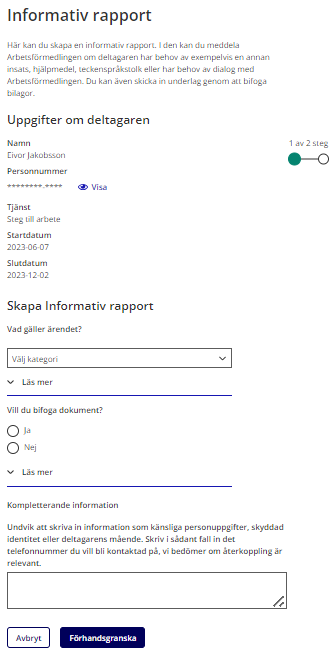 Informativ rapport
Här kan du skapa en informativ rapport. I den kan du meddela
Arbetsförmedlingen om deltagaren har behov av exempelvis en annan
insats, hjälpmedel, teckenspråkstolk eller har behov av dialog med
Arbetsförmedlingen. Du kan även skicka in underlag genom att bifoga
bilagor.
Uppgifter om deltagaren
Namn
Eivor Jakobsson
1 av 2 steg
Personnummer
********-**** Visa
Tjänst
Steg till arbete
Startdatum
2023-06-07
Slutdatum
2023-12-02
Skapa Informativ rapport
Vad gäller ärendet?
Välj kategori
Läs mer
Vill du bifoga dokument?
Ja
Nej
Läs mer
Kompletterande information
Undvik att skriva in information som känsliga personuppgifter, skyddad
identitet eller deltagarens mående. Skriv i sådant fall in det
telefonnummer du vill bli kontaktad på, vi bedömer om återkoppling är
relevant.
Avbryt
Förhandsgranska